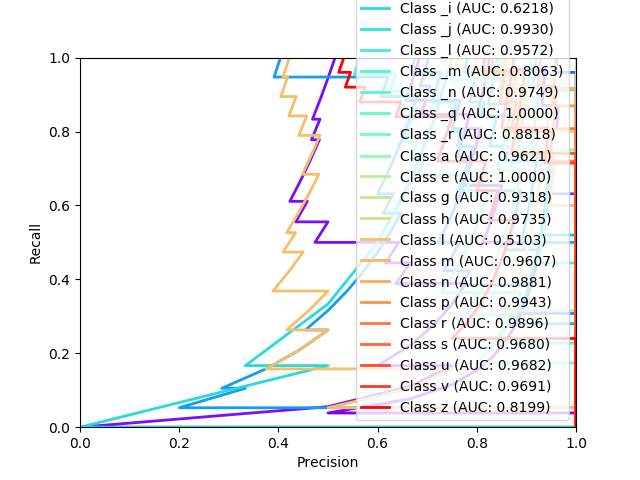 Class _i (AUC: 0.6218)
Class _j (AUC: 0.9930)
Class _l (AUC: 0.9572)
Class _m (AUC: 0.8063)
Class _n (AUC: 0.9749)
Class _q (AUC: 1.0000)
Class _r (AUC: 0.8818)
Class a (AUC: 0.9621)
Class e (AUC: 1.0000)
Class g (AUC: 0.9318)
Class h (AUC: 0.9735)
Class l (AUC: 0.5103)
Class m (AUC: 0.9607)
Class n (AUC: 0.9881)
Class p (AUC: 0.9943)
Class r (AUC: 0.9896)
Class s (AUC: 0.9680)
Class u (AUC: 0.9682)
Class v (AUC: 0.9691)
Class z (AUC: 0.8199)
1.0
0.8
0.6
0.4
0.2
0.0
Recall
0.0 0.2 0.4 0.6 0.8 1.0
Precision